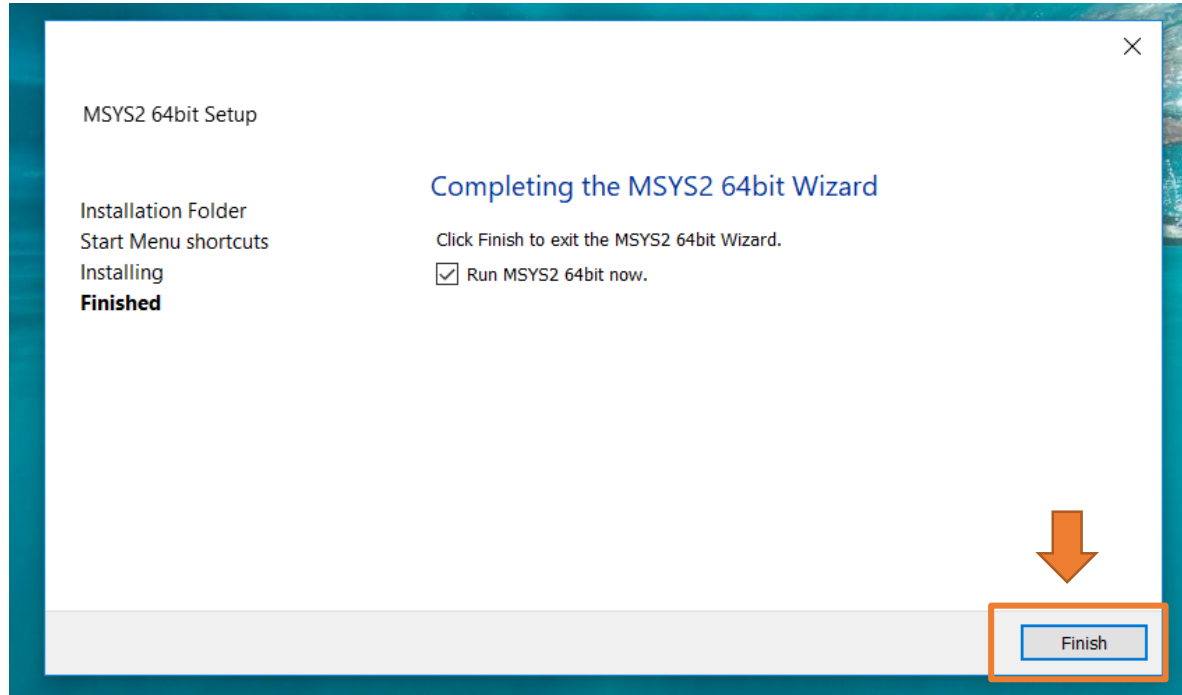 MSYS2 64bit Setup
Installation Folder
Start Menu shortcuts
Installing
Finished
Completing the MSYS2 64bit Wizard
Click Finish to exit the MSYS2 64bit Wizard.
Run MSYS2 64bit now.
Finish